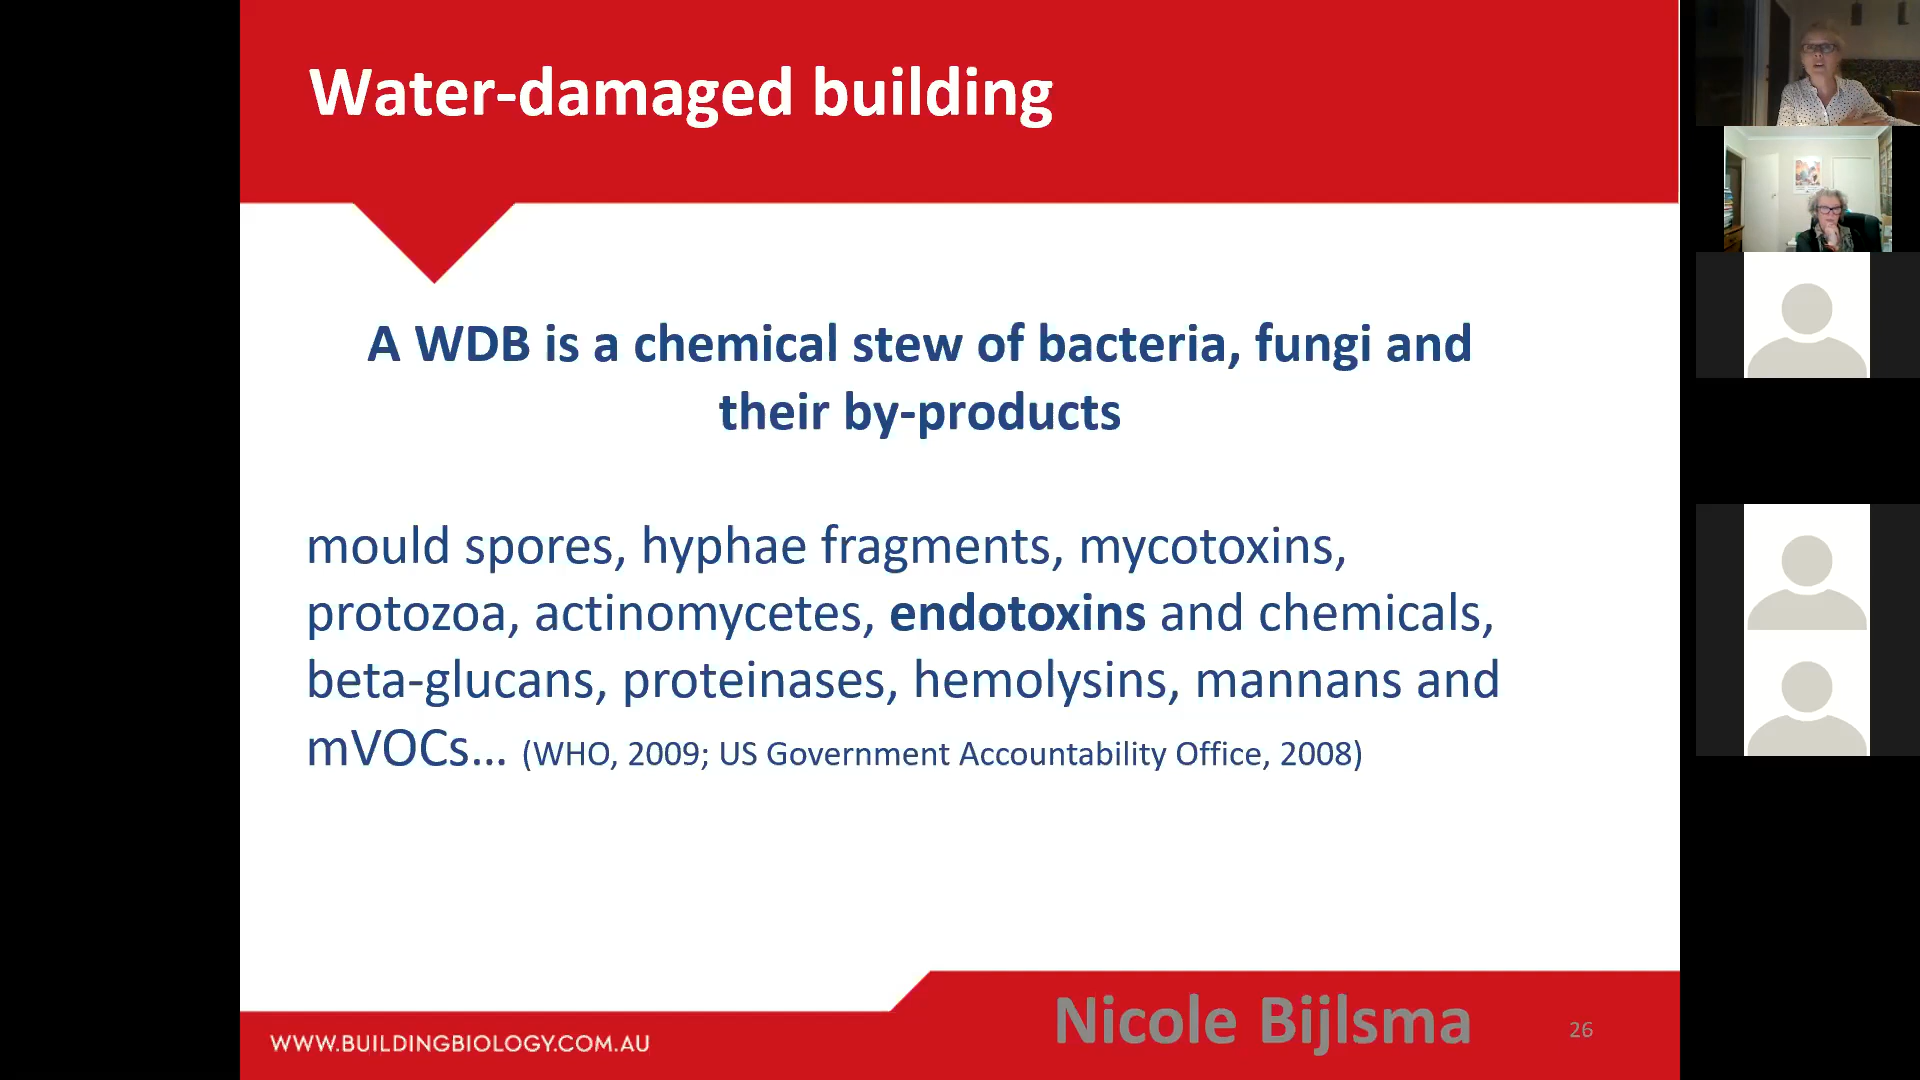 Water-damaged building
A WDB is a chemical stew of bacteria, fungi and
their by-products
mould spores, hyphae fragments, mycotoxins,
protozoa, actinomycetes, endotoxins and chemicals,
beta-glucans, proteinases, hemolysins, mannans and
mVOCs... (WHO, 2009; US Government Accountability Office, 2008)
WWW.BUILDINGBIOLOGY.COM.AU
Nicole Bijlsma
26